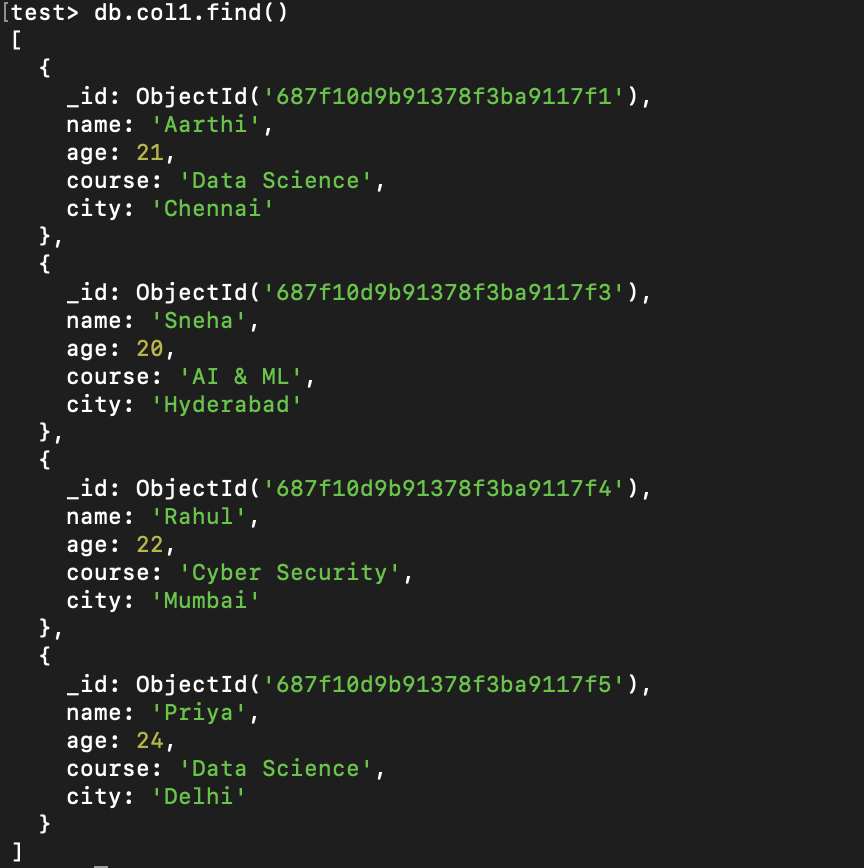 [test> db.col1.find()
[
  {
    _id: ObjectId('687f10d9b91378f3ba9117f1'),
    name: 'Aarthi',
    age: 21,
    course: 'Data Science',
    city: 'Chennai'
  },
  {
    _id: ObjectId('687f10d9b91378f3ba9117f3'),
    name: 'Sneha',
    age: 20,
    course: 'AI & ML',
    city: 'Hyderabad'
  },
  {
    _id: ObjectId('687f10d9b91378f3ba9117f4'),
    name: 'Rahul',
    age: 22,
    course: 'Cyber Security',
    city: 'Mumbai'
  },
  {
    _id: ObjectId('687f10d9b91378f3ba9117f5'),
    name: 'Priya',
    age: 24,
    course: 'Data Science',
    city: 'Delhi'
  }
]